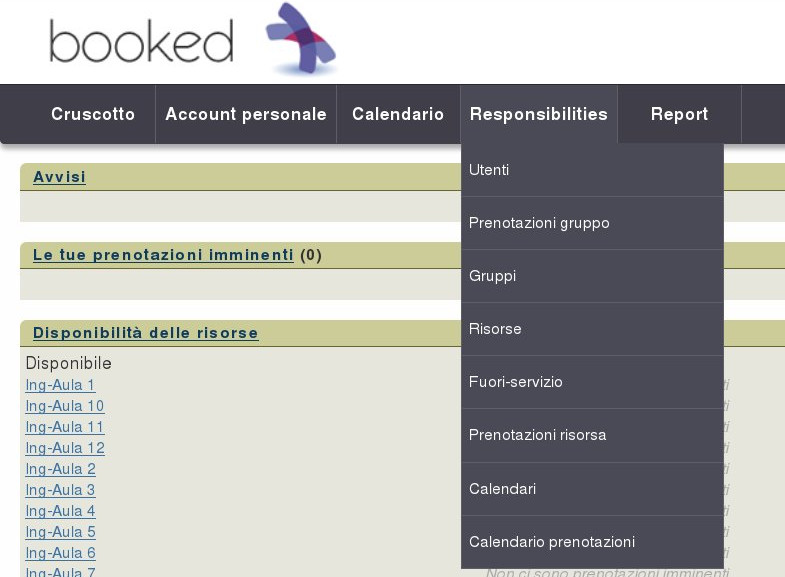 booked
Cruscotto Account personale Calendario Responsibilities Report
Utenti
Prenotazioni gruppo
Gruppi
Risorse
Fuori-servizio
Prenotazioni risorsa
Calendari
Calendario prenotazioni
Avvisi
Le tue prenotazioni imminenti (0)
Disponibilità delle risorse
Disponibile
Ing-Aula 1
Ing-Aula 10
Ing-Aula 11
Ing-Aula 12
Ing-Aula 2
Ing-Aula 3
Ing-Aula 4
Ing-Aula 5
Ing-Aula 6
Ing-Aula 7 Non ci sono prenotazioni imminenti